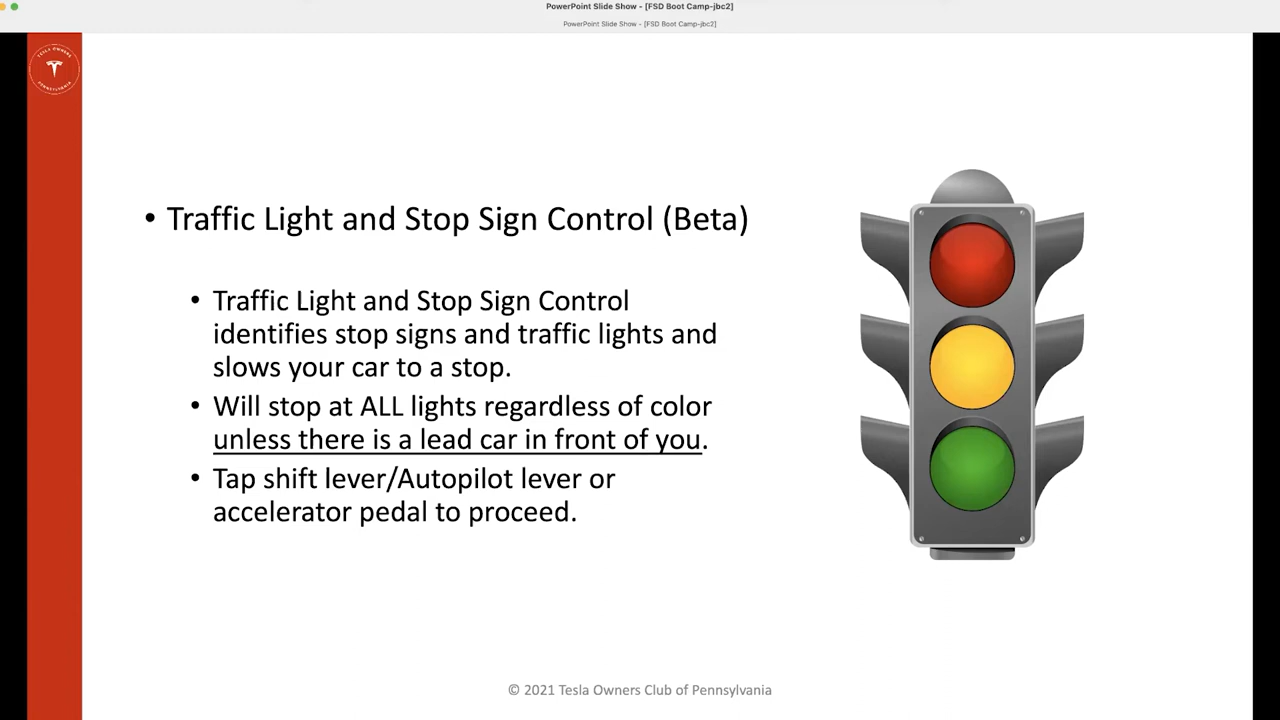 PowerPoint Slide Show - [FSD Boot Camp-jbc2]
PowerPoint Slide Show - [FSD Boot Camp-jbc2]
TESLA OWNERS
PENNSYLVANIA
• Traffic Light and Stop Sign Control (Beta)
• Traffic Light and Stop Sign Control
identifies stop signs and traffic lights and
slows your car to a stop.
• Will stop at ALL lights regardless of color
unless there is a lead car in front of you.
• Tap shift lever/Autopilot lever or
accelerator pedal to proceed.
© 2021 Tesla Owners Club of Pennsylvania